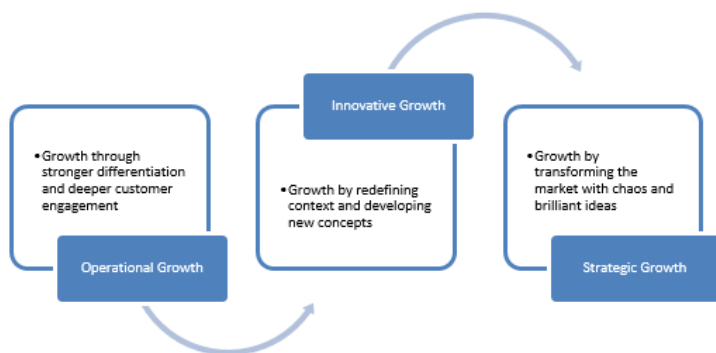 •Growth through
stronger differentiation
and deeper customer
engagement
Operational Growth
Innovative Growth
•Growth by redefining
context and developing
new concepts
•Growth by
transforming the
market with chaos and
brilliant ideas
Strategic Growth